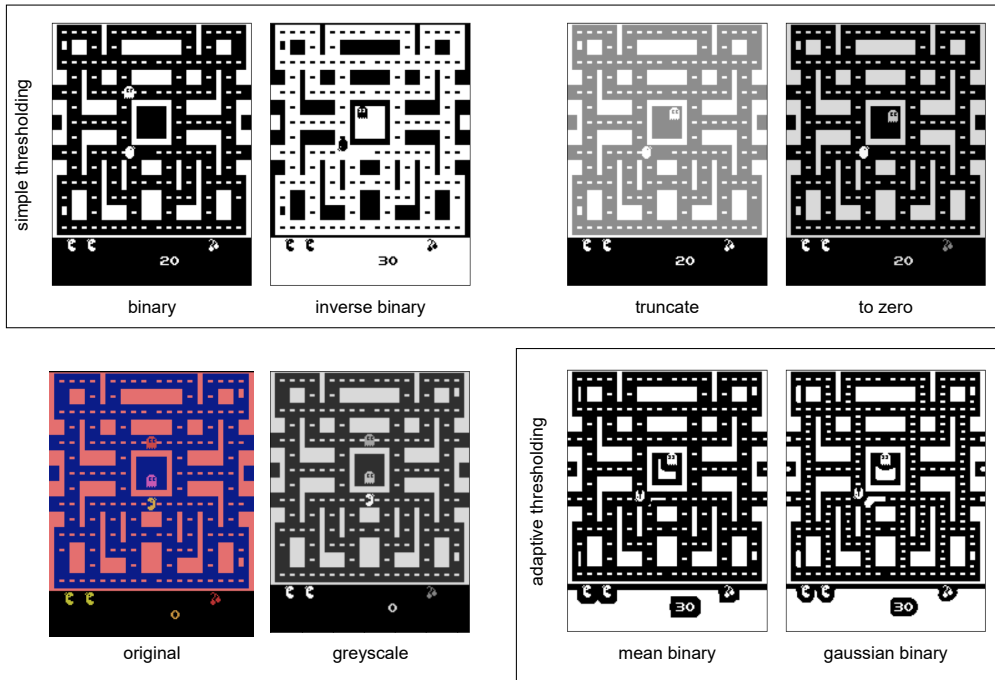 simple thresholding
20
30
20
20
binary
inverse binary
truncate
to zero
0
0
original
greyscale
adaptive thresholding
30
30
mean binary
gaussian binary